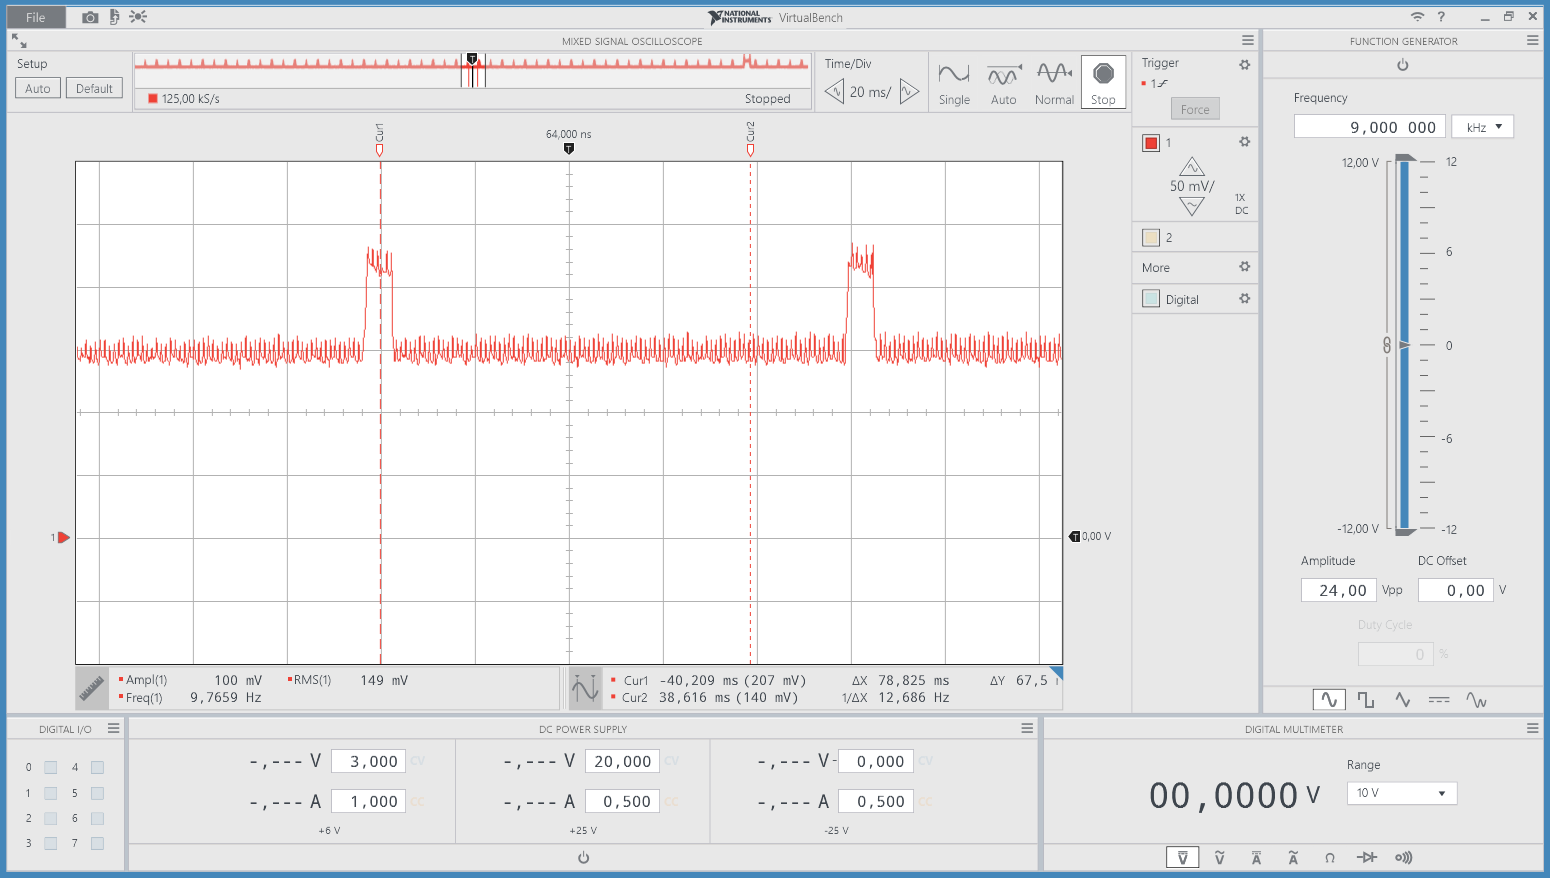 File
NATIONAL INSTRUMENTS VirtualBench
?
MIXED SIGNAL OSCILLOSCOPE
FUNCTION GENERATOR
Setup
Auto Default
T
125,00 kS/s
Stopped
Time/Div
20 ms/
Single Auto Normal Stop
Trigger
1
Force
1
50 mV/
1X
DC
2
More
Digital
Cur1
64,000 ns
T
Cur2
1
T 0,00 V
Ampl(1) 100 mV RMS(1) 149 mV
Freq(1) 9,7659 Hz
Cur1 -40,209 ms (207 mV) ΔX 78,825 ms ΔY 67,5
Cur2 38,616 ms (140 mV) 1/ΔX 12,686 Hz
Frequency
9,000 000 kHz
12,00 V 12
6
0
-6
-12,00 V -12
Amplitude DC Offset
24,00 Vpp 0,00 V
Duty Cycle
0 %
DIGITAL I/O
0 4
1 5
2 6
3 7
DC POWER SUPPLY
-,--- V 3,000 CV -,--- V 20,000 CV -,--- V - 0,000 CV
-,--- A 1,000 CC -,--- A 0,500 CC -,--- A 0,500 CC
+6 V +25 V -25 V
DIGITAL MULTIMETER
00,0000 V
Range
10 V
V V A A Ω